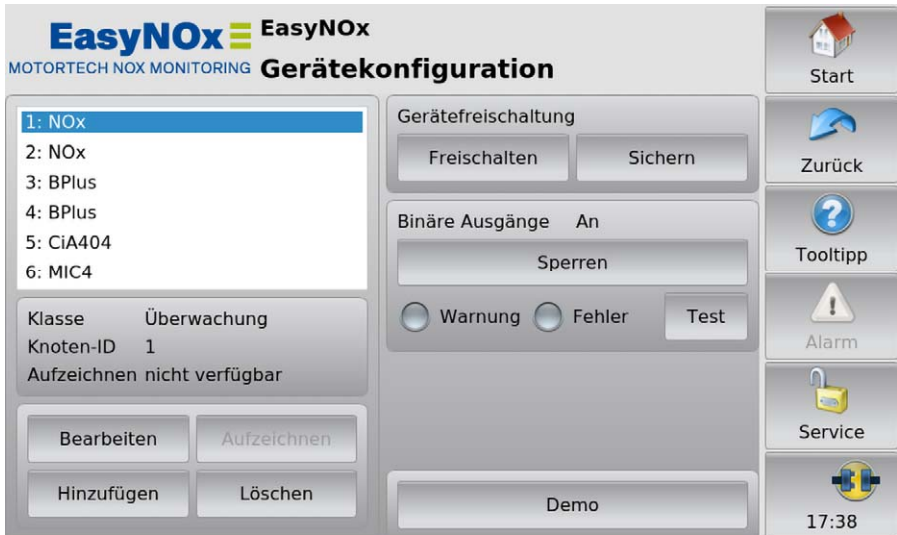 EasyNOx
MOTORTECH NOX MONITORING
EasyNOx
Gerätekonfiguration
1: NOx
2: NOx
3: BPlus
4: BPlus
5: CiA404
6: MIC4
Klasse Überwachung
Knoten-ID 1
Aufzeichnen nicht verfügbar
Bearbeiten Aufzeichnen
Hinzufügen Löschen
Gerätefreischaltung
Freischalten Sichern
Binäre Ausgänge An
Sperren
Warnung Fehler Test
Demo
Start
Zurück
Tooltipp
Alarm
Service
17:38